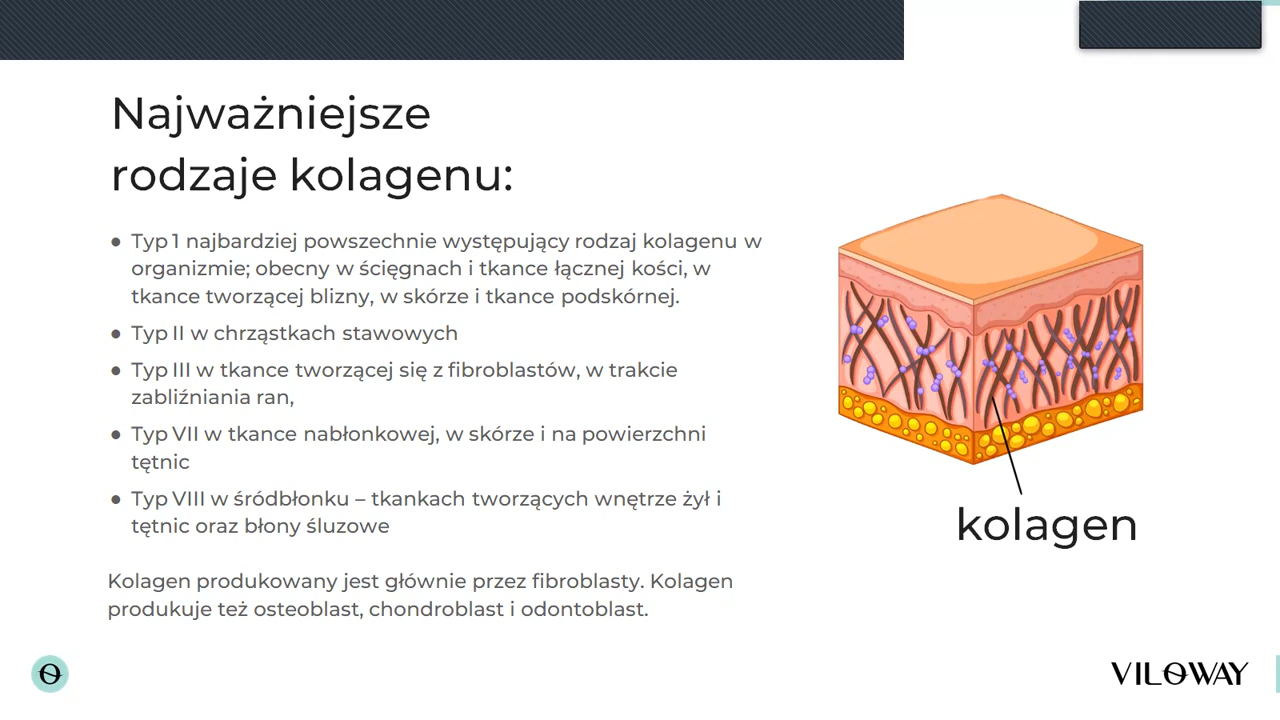 Najważniejsze
rodzaje kolagenu:
● Typ 1 najbardziej powszechnie występujący rodzaj kolagenu w
organizmie; obecny w ścięgnach i tkance łącznej kości, w
tkance tworzącej blizny, w skórze i tkance podskórnej.
● Typ II w chrząstkach stawowych
● Typ III w tkance tworzącej się z fibroblastów, w trakcie
zabliźniania ran,
● Typ VII w tkance nabłonkowej, w skórze i na powierzchni
tętnic
● Typ VIII w śródbłonku – tkankach tworzących wnętrze żył i
tętnic oraz błony śluzowe
Kolagen produkowany jest głównie przez fibroblasty. Kolagen
produkuje też osteoblast, chondroblast i odontoblast.
kolagen
VILOWAY